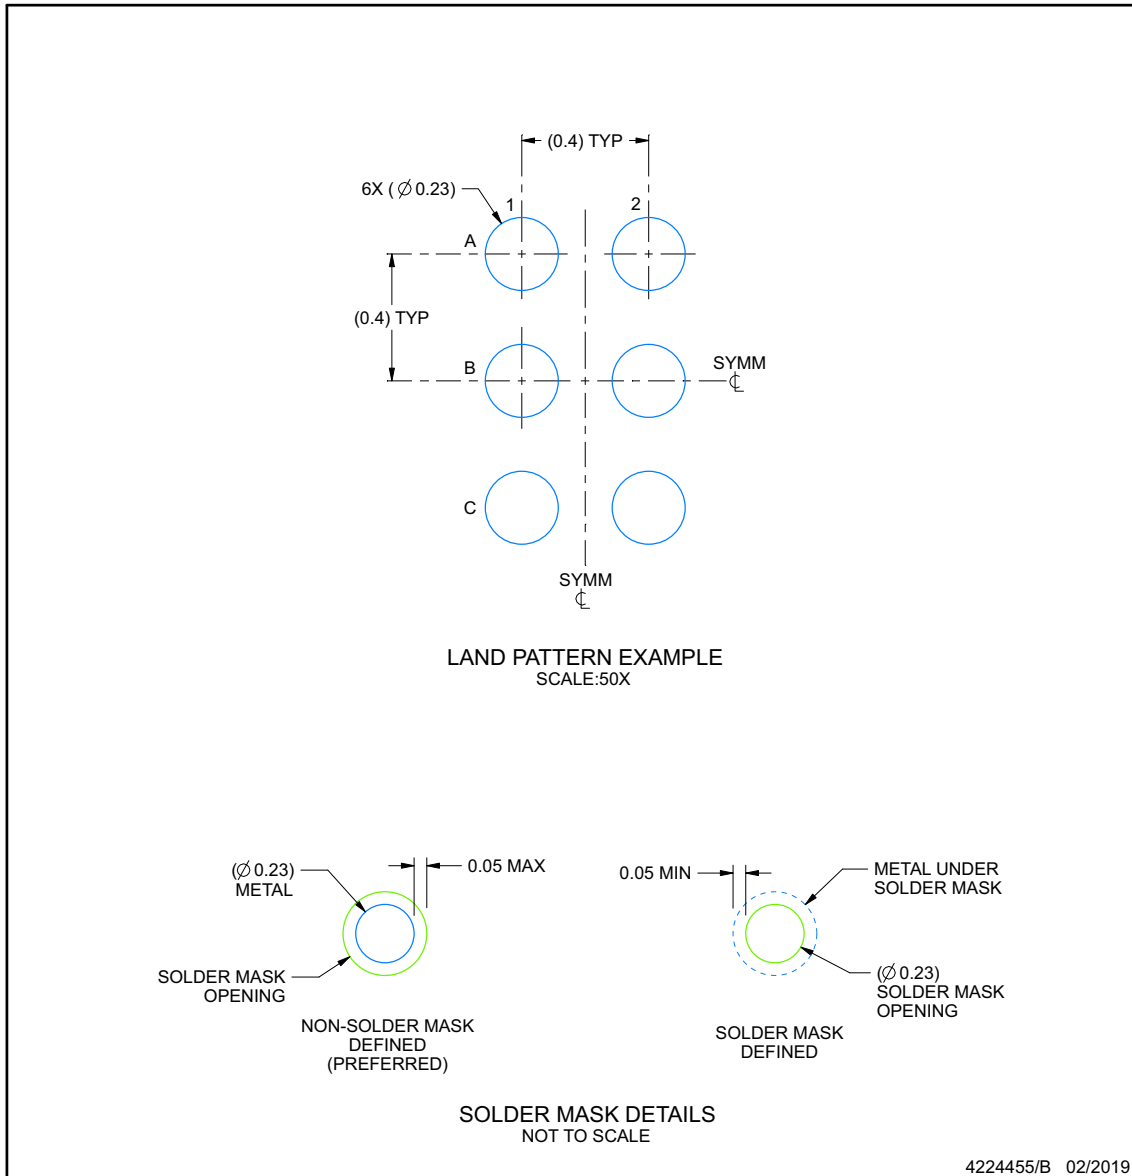 (0.4) TYP
6X (∅ 0.23)
1
2
A
(0.4) TYP
B
SYMM
℄
C
SYMM
℄
LAND PATTERN EXAMPLE
SCALE:50X
(∅ 0.23)
METAL
0.05 MAX
SOLDER MASK
OPENING
NON-SOLDER MASK
DEFINED
(PREFERRED)
0.05 MIN
METAL UNDER
SOLDER MASK
(∅ 0.23)
SOLDER MASK
OPENING
SOLDER MASK
DEFINED
SOLDER MASK DETAILS
NOT TO SCALE
4224455/B 02/2019